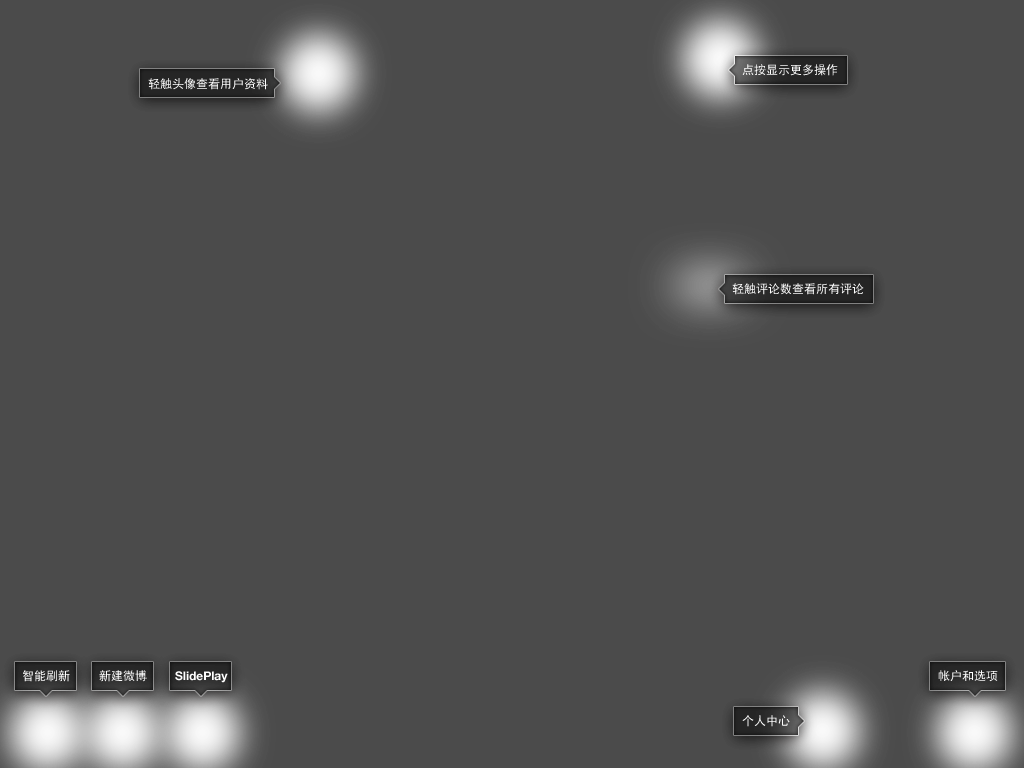 轻触头像查看用户资料
点按显示更多操作
轻触评论数查看所有评论
智能刷新
新建微博
SlidePlay
个人中心
帐户和选项